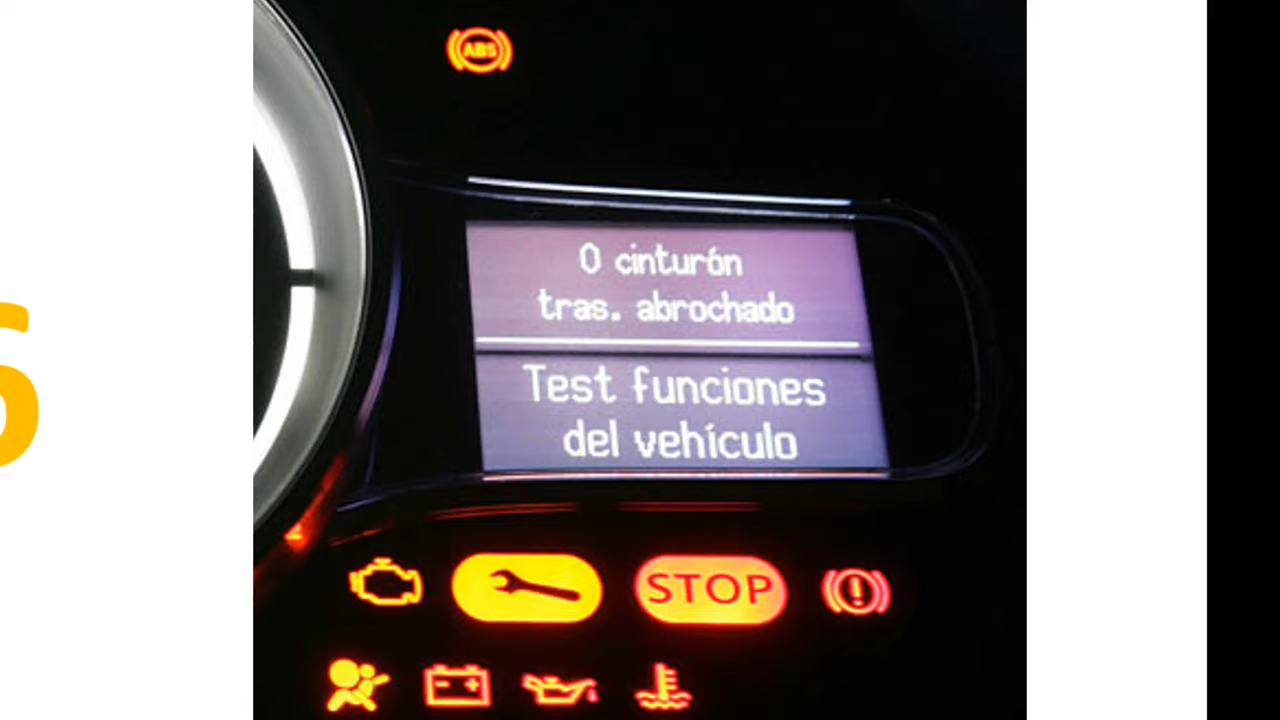 ABS
0 cinturón
tras. abrochado
Test funciones
del vehículo
STOP